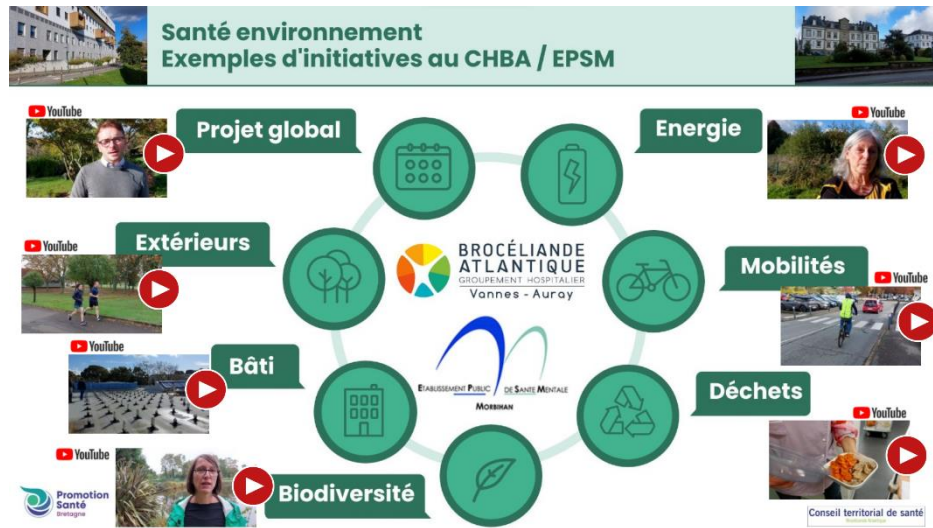 Santé environnement
Exemples d'initiatives au CHBA / EPSM
YouTube
Projet global
YouTube
Energie
YouTube
Extérieurs
BROCÉLIANDE
ATLANTIQUE
GROUPEMENT HOSPITALIER
Vannes - Auray
Mobilités
YouTube
YouTube
Bâti
ETABLISSEMENT PUBLIC DE SANTE MENTALE
MORBIHAN
Déchets
YouTube
YouTube
Biodiversité
Promotion
Santé
Bretagne
Conseil territorial de santé